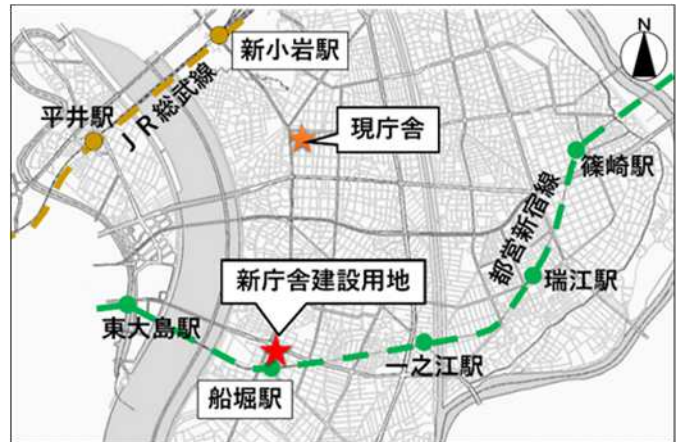 N
新小岩駅
平井駅
JR総武線
現庁舎
篠崎駅
都営新宿線
新庁舎建設用地
瑞江駅
東大島駅
一之江駅
船堀駅